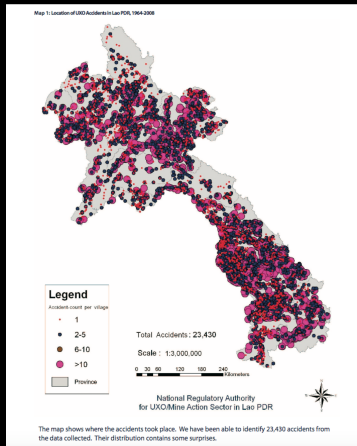 Map 1: Location of UXO Accidents in Lao PDR, 1964-2008
Legend
Accident count per village
1
2-5
6-10
>10
Province
Total Accidents: 23,430
Scale : 1:3,000,000
0 30 60 120 180 240
Kilometers
National Regulatory Authority
for UXO/Mine Action Sector in Lao PDR
The map shows where the accidents took place. We have been able to identify 23,430 accidents from
the data collected. Their distribution contains some surprises.